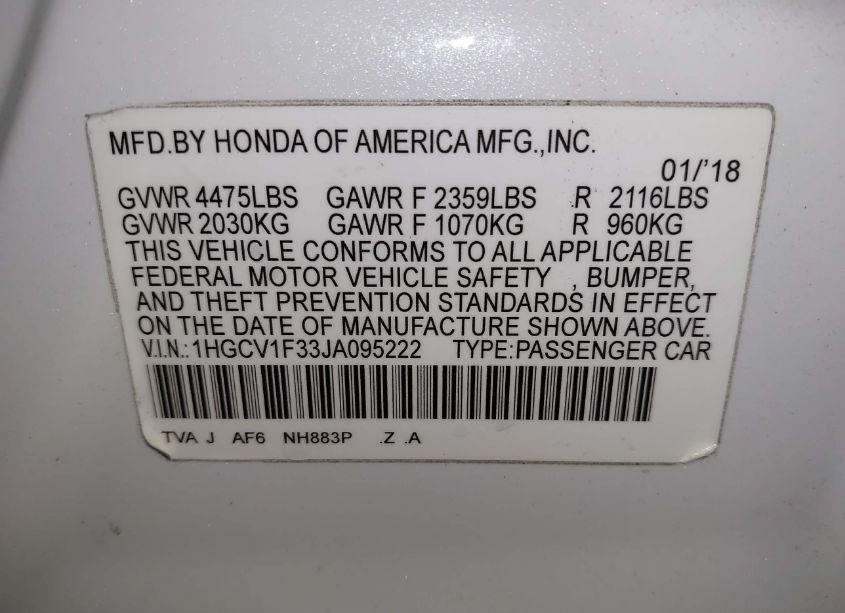 MFD.BY HONDA OF AMERICA MFG.,INC.
01/'18
GVWR 4475LBS GAWR F 2359LBS R 2116LBS
GVWR 2030KG GAWR F 1070KG R 960KG
THIS VEHICLE CONFORMS TO ALL APPLICABLE
FEDERAL MOTOR VEHICLE SAFETY , BUMPER,
AND THEFT PREVENTION STANDARDS IN EFFECT
ON THE DATE OF MANUFACTURE SHOWN ABOVE.
V.I.N.:1HGCV1F33JA095222 TYPE:PASSENGER CAR
TVA J AF6 NH883P .Z .A